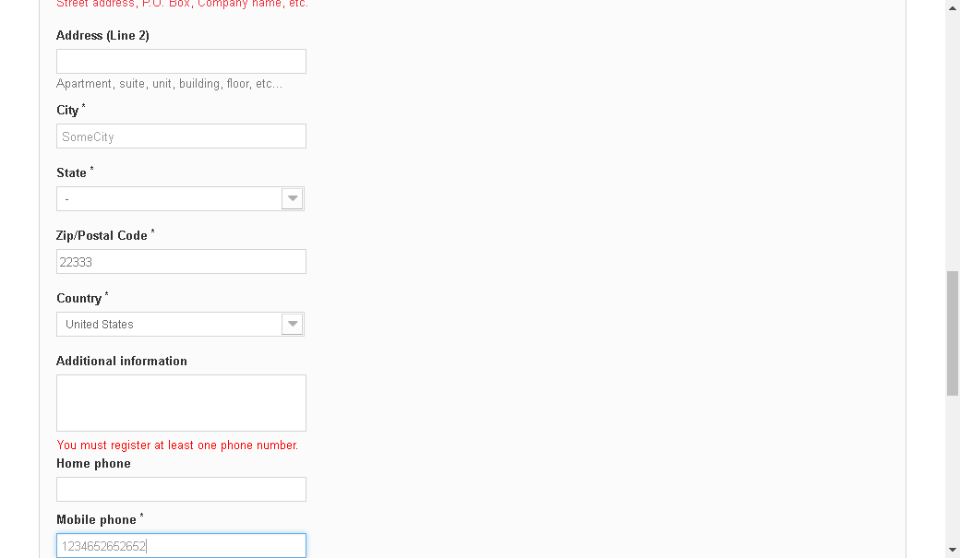 Street address, P.O. Box, Company name, etc.
Address (Line 2)
Apartment, suite, unit, building, floor, etc...
City *
SomeCity
State *
-
Zip/Postal Code *
22333
Country *
United States
Additional information
You must register at least one phone number.
Home phone
Mobile phone *
1234652652652